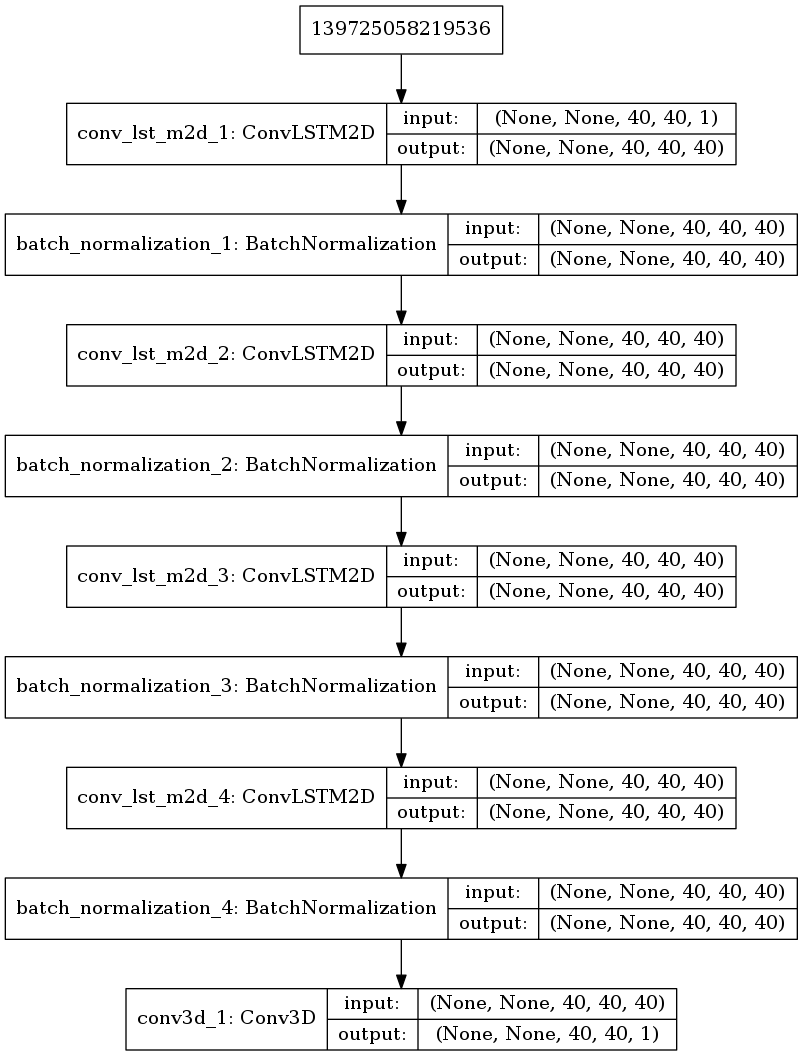 139725058219536
conv_lst_m2d_1: ConvLSTM2D
input: (None, None, 40, 40, 1)
output: (None, None, 40, 40, 40)
batch_normalization_1: BatchNormalization
input: (None, None, 40, 40, 40)
output: (None, None, 40, 40, 40)
conv_lst_m2d_2: ConvLSTM2D
input: (None, None, 40, 40, 40)
output: (None, None, 40, 40, 40)
batch_normalization_2: BatchNormalization
input: (None, None, 40, 40, 40)
output: (None, None, 40, 40, 40)
conv_lst_m2d_3: ConvLSTM2D
input: (None, None, 40, 40, 40)
output: (None, None, 40, 40, 40)
batch_normalization_3: BatchNormalization
input: (None, None, 40, 40, 40)
output: (None, None, 40, 40, 40)
conv_lst_m2d_4: ConvLSTM2D
input: (None, None, 40, 40, 40)
output: (None, None, 40, 40, 40)
batch_normalization_4: BatchNormalization
input: (None, None, 40, 40, 40)
output: (None, None, 40, 40, 40)
conv3d_1: Conv3D
input: (None, None, 40, 40, 40)
output: (None, None, 40, 40, 1)